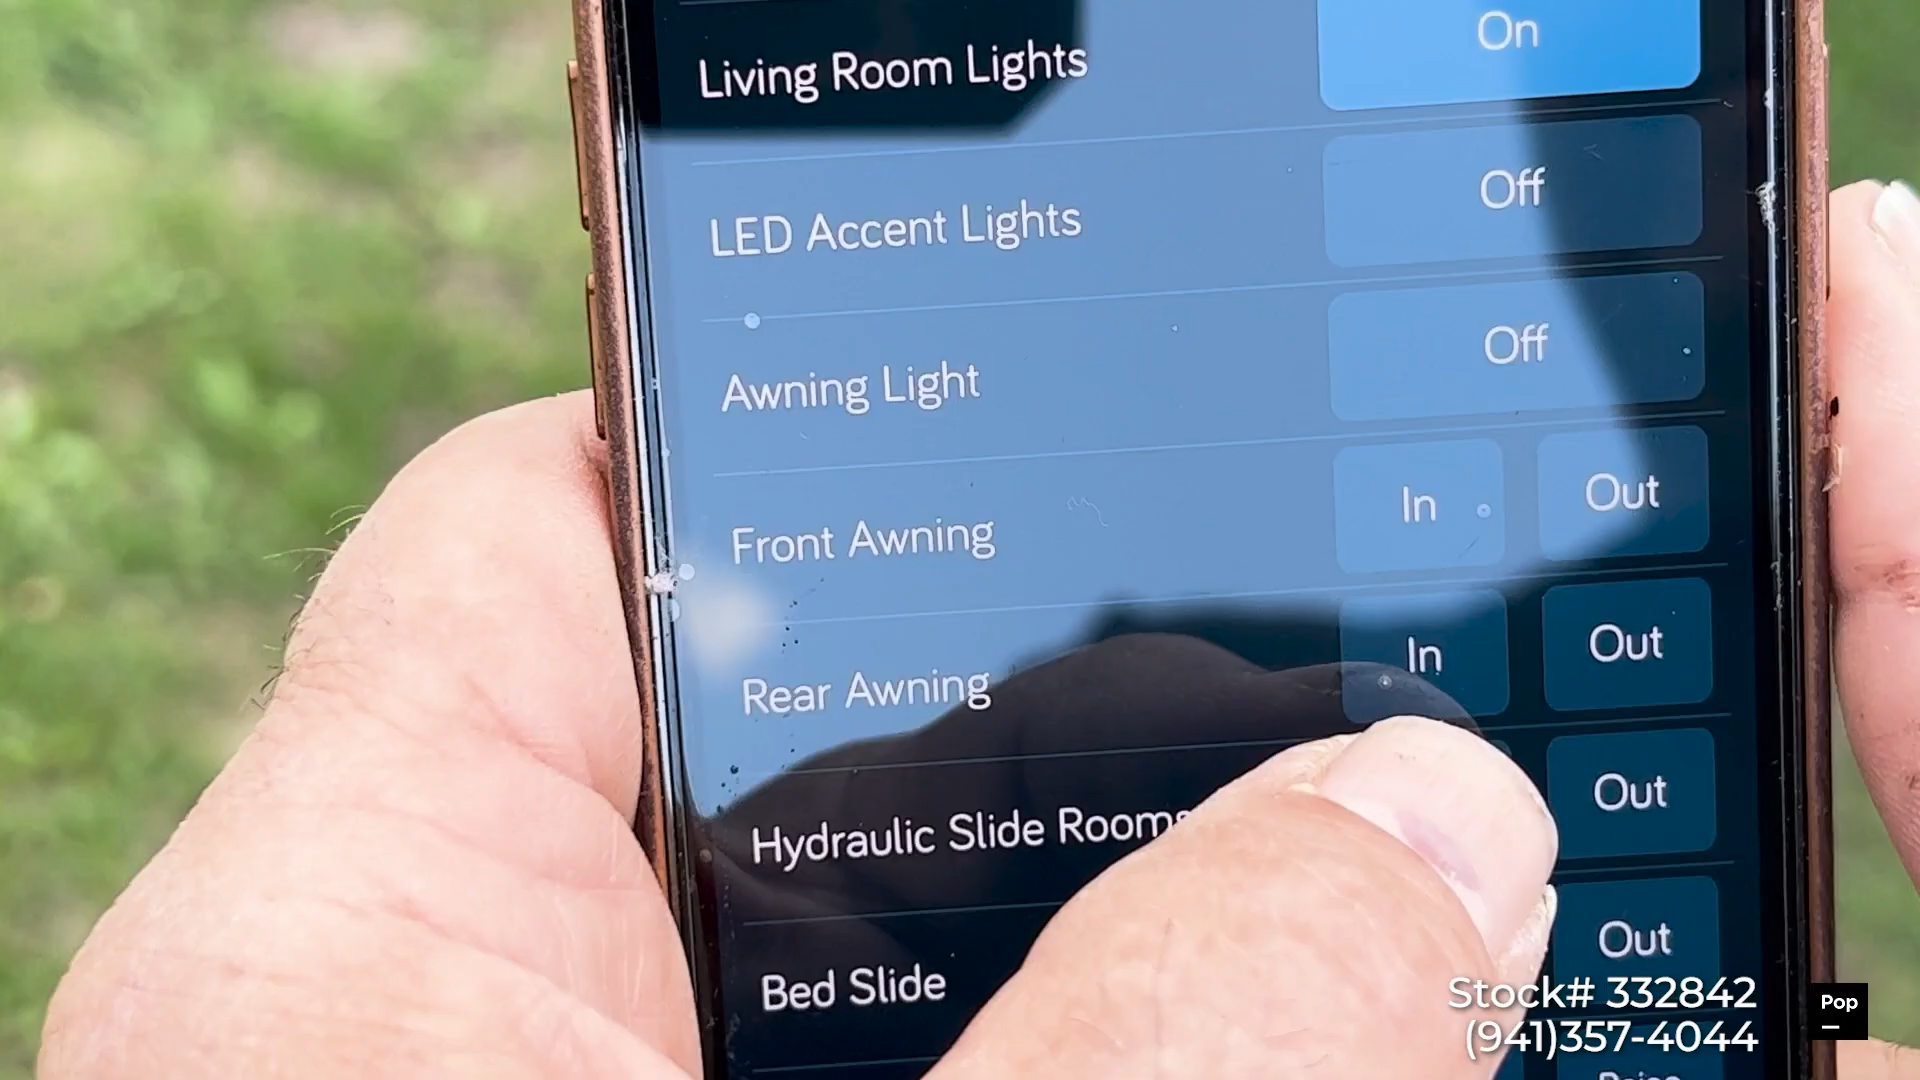 Living Room Lights On
LED Accent Lights Off
Awning Light Off
Front Awning In Out
Rear Awning In Out
Hydraulic Slide Rooms Out
Bed Slide Out
Stock# 332842
(941)357-4044
Pop